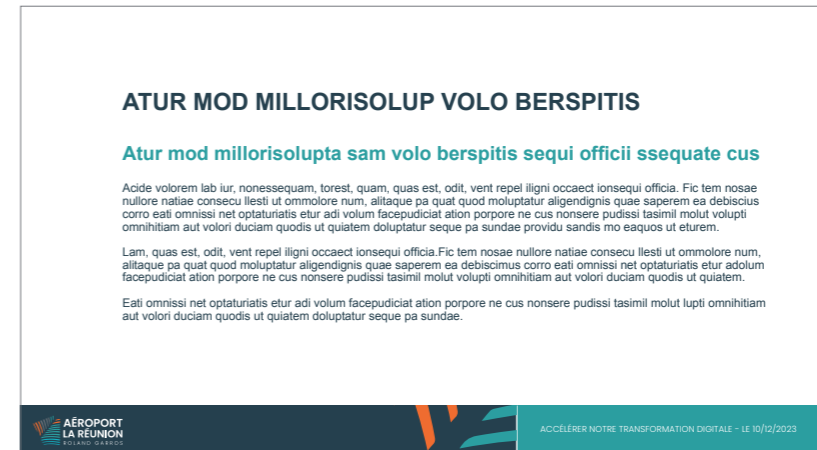 ATUR MOD MILLORISOLUP VOLO BERSPITIS
Atur mod millorisolupta sam volo berspitis sequi officii ssequate cus
Acide volorem lab iur, nonessequam, torest, quam, quas est, odit, vent repel iligni occaect ionsequi officia. Fic tem nosae
nullore natiae consecu llesti ut ommolore num, alitaque pa quat quod moluptatur aligendignis quae saperem ea debiscius
corro eati omnissi net optaturiatis etur adi volum facepudiciat ation porpore ne cus nonsere pudissi tasimil molut volupti
omnihitiam aut volori duciam quodis ut quiatem doluptatur seque pa sundae providu sandis mo eaquos ut eturem.
Lam, quas est, odit, vent repel iligni occaect ionsequi officia.Fic tem nosae nullore natiae consecu llesti ut ommolore num,
alitaque pa quat quod moluptatur aligendignis quae saperem ea debiscimus corro eati omnissi net optaturiatis etur adolum
facepudiciat ation porpore ne cus nonsere pudissi tasimil molut volupti omnihitiam aut volori duciam quodis ut quiatem.
Eati omnissi net optaturiatis etur adi volum facepudiciat ation porpore ne cus nonsere pudissi tasimil molut lupti omnihitiam
aut volori duciam quodis ut quiatem doluptatur seque pa sundae.
AÉROPORT
LA RÉUNION
ROLAND GARROS
ACCÉLÉRER NOTRE TRANSFORMATION DIGITALE - LE 10/12/2023